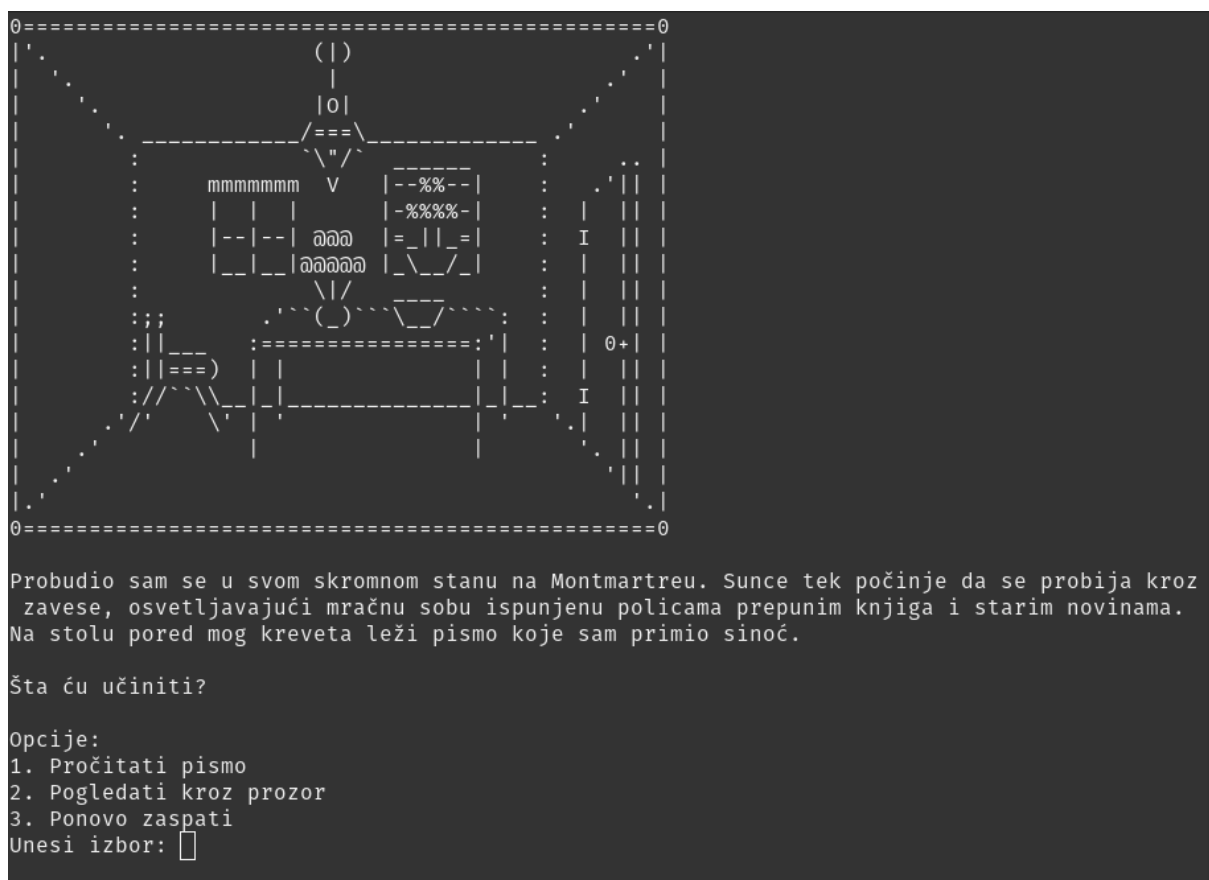 Probudio sam se u svom skromnom stanu na Montmartreu. Sunce tek počinje da se probija kroz
zavese, osvetljavajući mračnu sobu ispunjenu policama prepunim knjiga i starim novinama.
Na stolu pored mog kreveta leži pismo koje sam primio sinoć.
Šta ću učiniti?
Opcije:
1. Pročitati pismo
2. Pogledati kroz prozor
3. Ponovo zaspati
Unesi izbor: